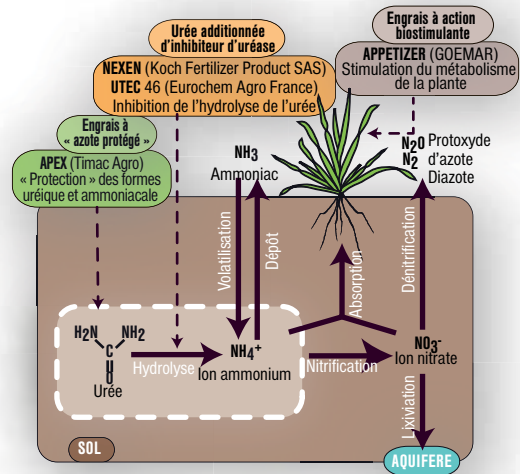 Urée additionnée
d'inhibiteur d'uréase
NEXEN (Koch Fertilizer Product SAS)
UTEC 46 (Eurochem Agro France)
Inhibition de l'hydrolyse de l'urée
Engrais à action
biostimulante
APPETIZER (GOEMAR)
Stimulation du métabolisme
de la plante
Engrais à
« azote protégé »
APEX (Timac Agro)
« Protection » des formes
uréique et ammoniacale
NH3
Ammoniac
N2O Protoxyde
d'azote
N2
Diazote
Volatilisation
Dépôt
Absorption
Dénitrification
H2N NH2
C
O
Urée
Hydrolyse
NH4+
Ion ammonium
Nitrification
NO3-
Ion nitrate
Lixiviation
SOL
AQUIFERE